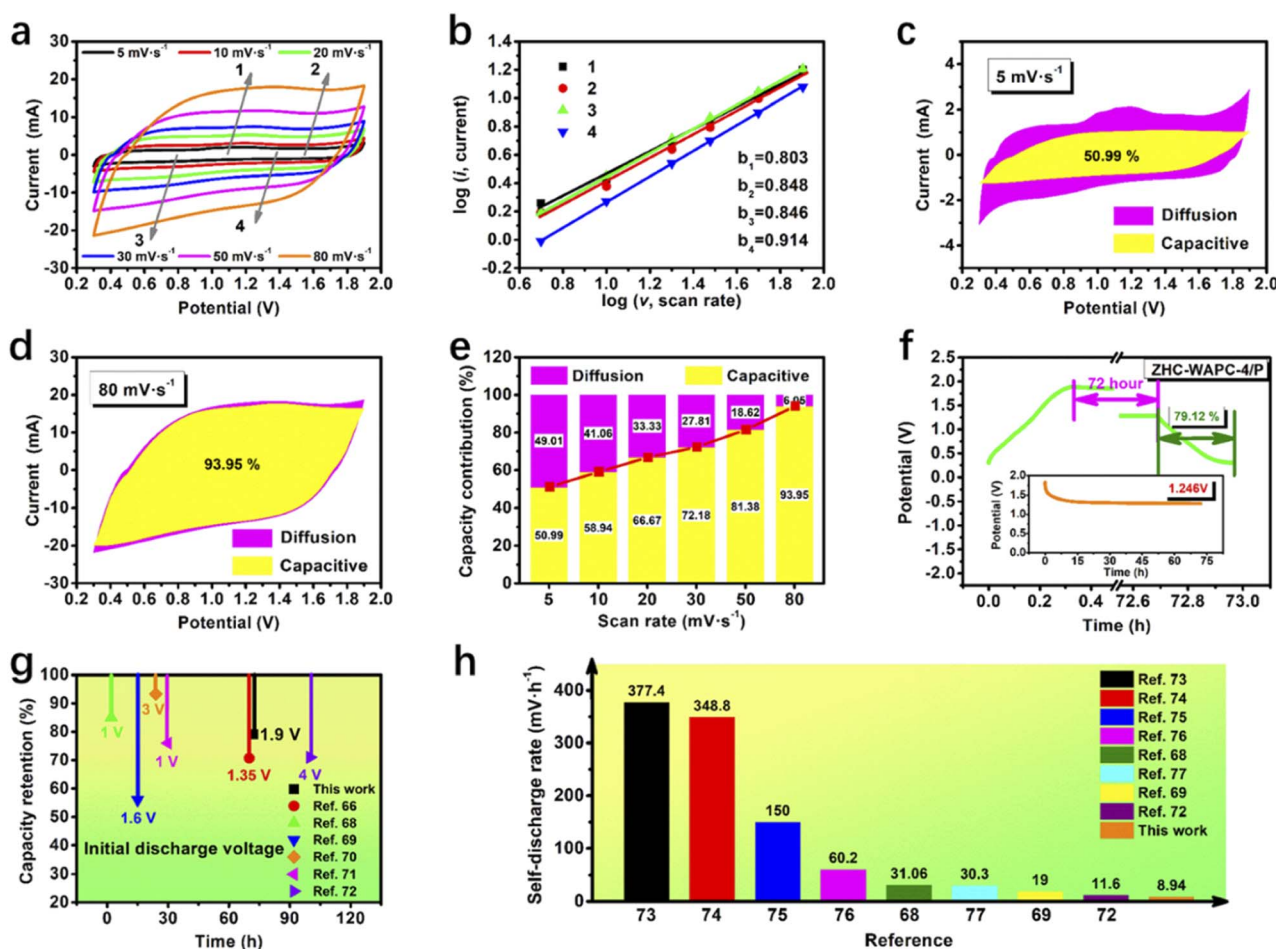 a
5 mV·s⁻¹ 10 mV·s⁻¹ 20 mV·s⁻¹
30
20
10
0
-10
-20
-30
Current (mA)
1 2
3 4
30 mV·s⁻¹ 50 mV·s⁻¹ 80 mV·s⁻¹
0.2 0.4 0.6 0.8 1.0 1.2 1.4 1.6 1.8 2.0
Potential (V)
b
1.4
1.2
1.0
0.8
0.6
0.4
0.2
0.0
-0.2
log (i, current)
1
2
3
4
b₁=0.803
b₂=0.848
b₃=0.846
b₄=0.914
0.6 0.8 1.0 1.2 1.4 1.6 1.8 2.0
log (v, scan rate)
c
5 mV·s⁻¹
4
2
0
-2
-4
Current (mA)
50.99 %
Diffusion
Capacitive
0.2 0.4 0.6 0.8 1.0 1.2 1.4 1.6 1.8 2.0
Potential (V)
d
80 mV·s⁻¹
30
20
10
0
-10
-20
-30
Current (mA)
93.95 %
Diffusion
Capacitive
0.2 0.4 0.6 0.8 1.0 1.2 1.4 1.6 1.8 2.0
Potential (V)
e
Diffusion Capacitive
120
100
80
60
40
20
0
Capacity contribution (%)
49.01 41.06 33.33 27.81 18.62 6.05
50.99 58.94 66.67 72.18 81.38 93.95
5 10 20 30 50 80
Scan rate (mV·s⁻¹)
f
ZHC-WAPC-4/P
2.5
2.0
1.5
1.0
0.5
0.0
-0.5
-1.0
-1.5
-2.0
Potential (V)
72 hour
79.12 %
2.0
1.5
1.0
0.5
0.0
Potential (V)
1.246V
0 15 30 45 60 75
Time (h)
0.0 0.2 0.4 72.6 72.8 73.0
Time (h)
g
100
90
80
70
60
50
40
30
20
Capacity retention (%)
1 V
3 V
1 V
1.9 V
1.35 V
4 V
1.6 V
Initial discharge voltage
This work
Ref. 66
Ref. 68
Ref. 69
Ref. 70
Ref. 71
Ref. 72
0 30 60 90 120
Time (h)
h
400
300
200
100
0
Self-discharge rate (mV·h⁻¹)
377.4
348.8
150
60.2
31.06
30.3
19
11.6
8.94
Ref. 73
Ref. 74
Ref. 75
Ref. 76
Ref. 68
Ref. 77
Ref. 69
Ref. 72
This work
73 74 75 76 68 77 69 72
Reference